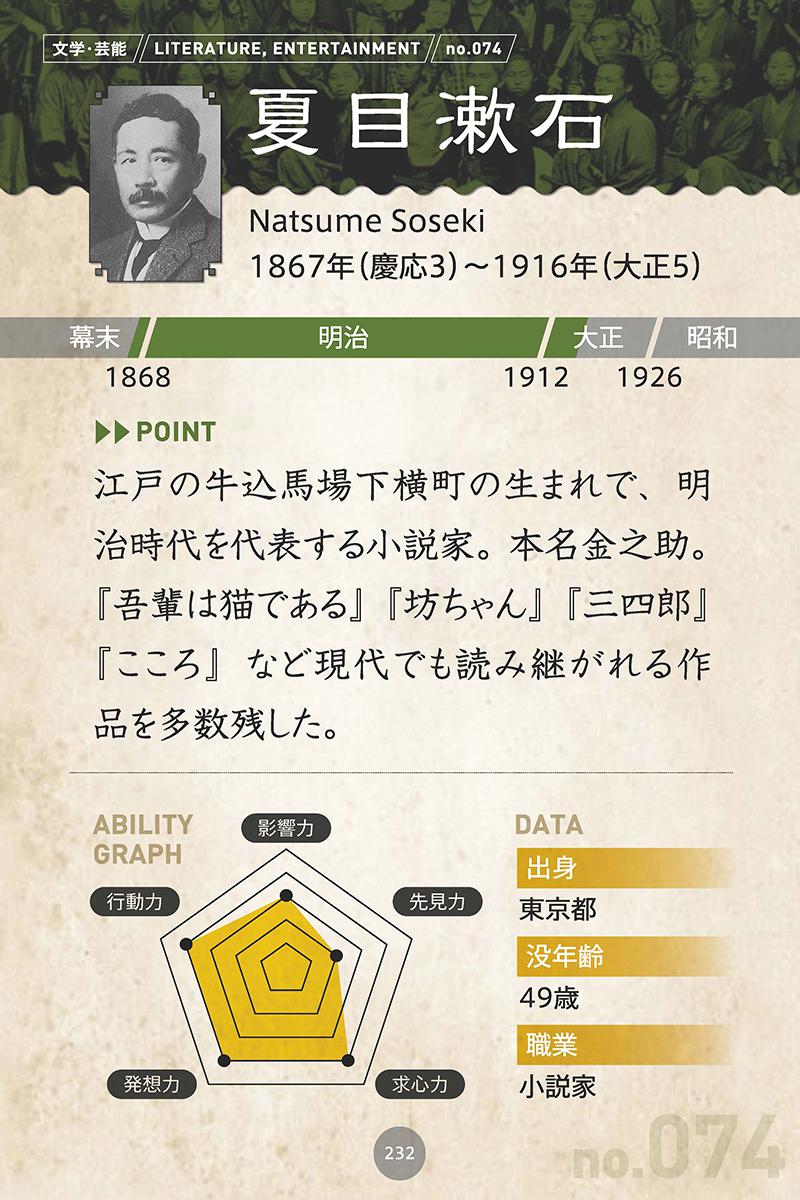 文学・芸能 LITERATURE, ENTERTAINMENT no.074
夏目漱石
Natsume Soseki
1867年(慶応3)〜1916年(大正5)
幕末 明治 大正 昭和
1868 1912 1926
POINT
江戸の牛込馬場下横町の生まれで、明
治時代を代表する小説家。本名金之助。
『吾輩は猫である』『坊ちゃん』『三四郎』
『こころ』など現代でも読み継がれる作
品を多数残した。
ABILITY
GRAPH
影響力
行動力
先見力
発想力
求心力
DATA
出身
東京都
没年齢
49歳
職業
小説家
232
no.074